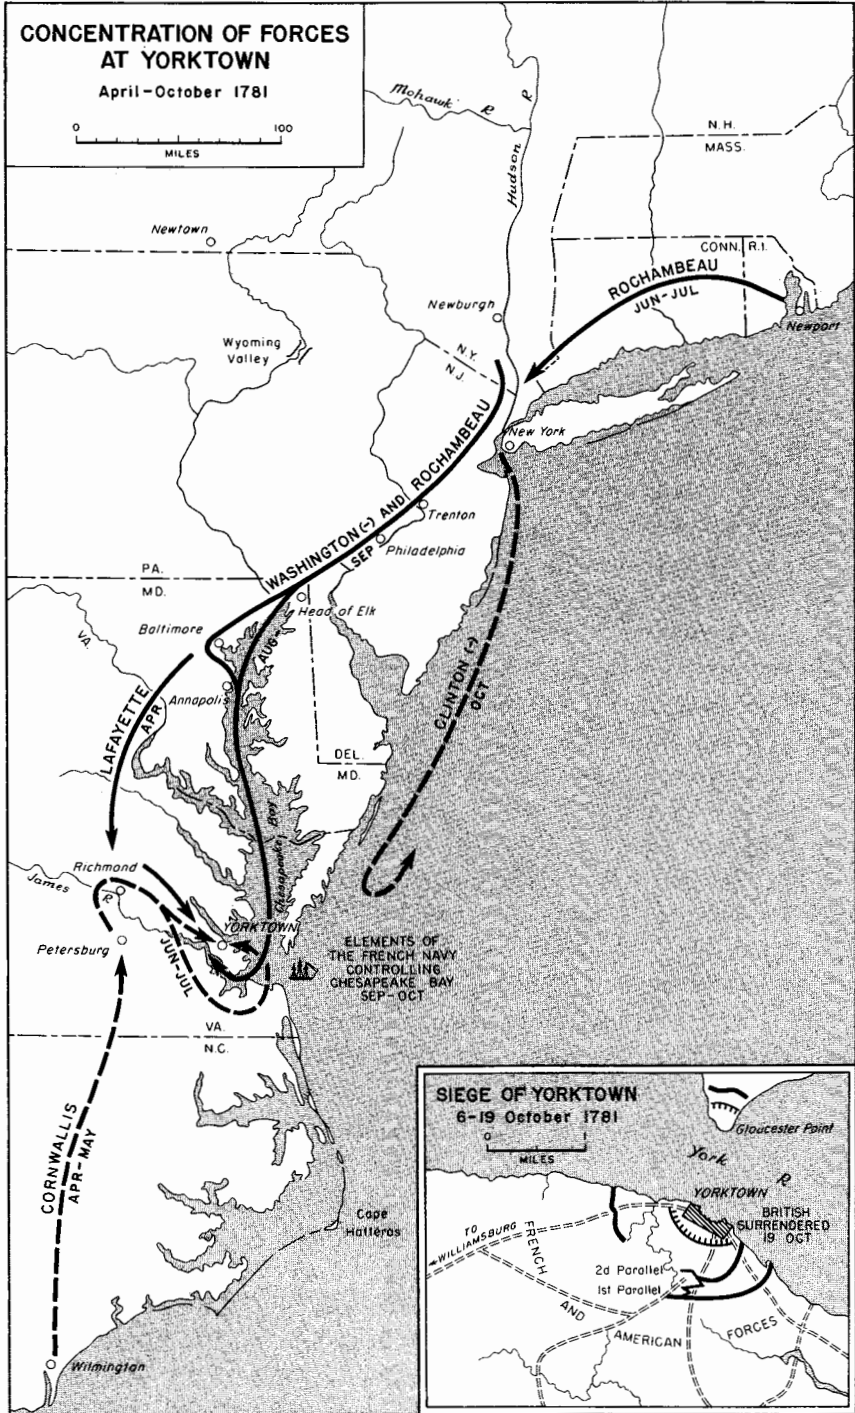 CONCENTRATION OF FORCES
AT YORKTOWN
April-October 1781
0 100
MILES
Mohawk R
Hudson R
N.H.
MASS.
CONN. R.I.
Newtown
ROCHAMBEAU
JUN-JUL
Newport
Newburgh
Wyoming
Valley
N.Y.
N.J.
New York
WASHINGTON (-) AND ROCHAMBEAU
AUG-SEP
Trenton
Philadelphia
PA.
MD.
Head of Elk
VA.
Baltimore
Annapolis
LAFAYETTE
APR
CLINTON (-)
OCT
DEL.
MD.
Chesapeake Bay
Richmond
James R
YORKTOWN
Petersburg
JUN-JUL
ELEMENTS OF
THE FRENCH NAVY
CONTROLLING
CHESAPEAKE BAY
SEP-OCT
VA.
N.C.
CORNWALLIS
APR-MAY
Cape
Hatteras
Wilmington
SIEGE OF YORKTOWN
6-19 October 1781
0 1
MILES
Gloucester Point
York R
YORKTOWN
BRITISH
SURRENDERED
19 OCT
TO
WILLIAMSBURG
2d Parallel
1st Parallel
FRENCH
AND
AMERICAN
FORCES